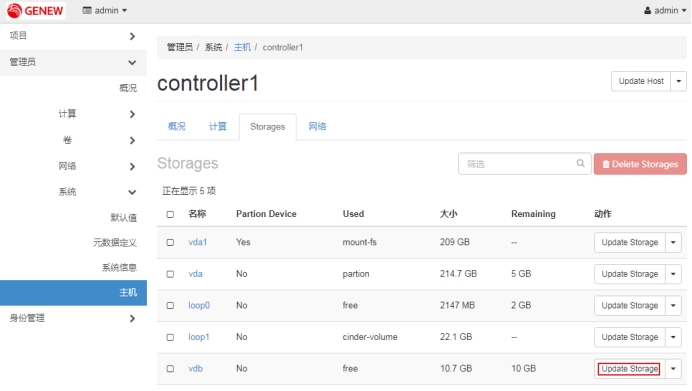 GENEW admin admin
项目
管理员
概况
计算
卷
网络
系统
默认值
元数据定义
系统信息
主机
身份管理
管理员 / 系统 / 主机 / controller1
controller1 Update Host
概况 计算 Storages 网络
Storages 筛选 Delete Storages
正在显示 5 项
名称 Partion Device Used 大小 Remaining 动作
vda1 Yes mount-fs 209 GB -- Update Storage
vda No partion 214.7 GB 5 GB Update Storage
loop0 No free 2147 MB 2 GB Update Storage
loop1 No cinder-volume 22.1 GB -- Update Storage
vdb No free 10.7 GB 10 GB Update Storage